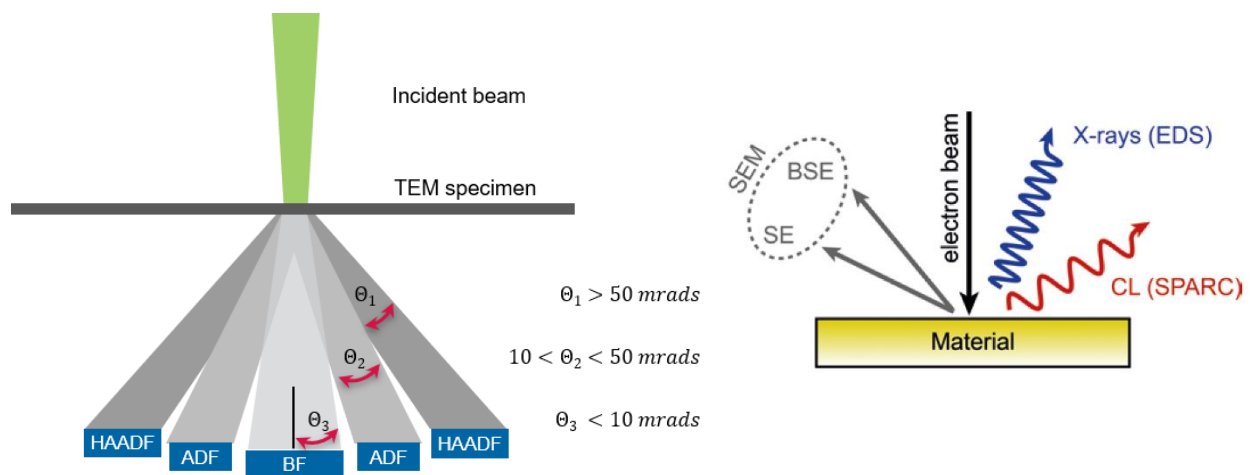 Incident beam
TEM specimen
Θ₁
Θ₁ > 50 mrads
Θ₂
10 < Θ₂ < 50 mrads
Θ₃
Θ₃ < 10 mrads
HAADF
ADF
BF
ADF
HAADF
SEM
BSE
SE
electron beam
X-rays (EDS)
CL (SPARC)
Material